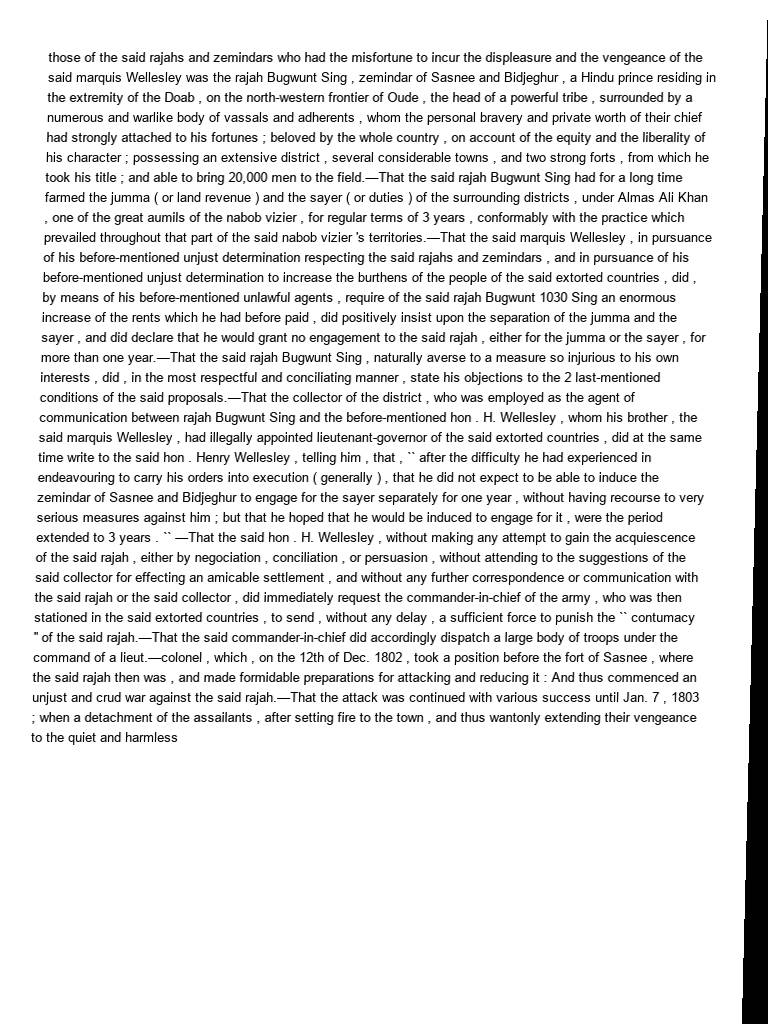 those of the said rajahs and zemindars who had the misfortune to incur the displeasure and the vengeance of the
said marquis Wellesley was the rajah Bugwunt Sing , zemindar of Sasnee and Bidjeghur , a Hindu prince residing in
the extremity of the Doab , on the north-western frontier of Oude , the head of a powerful tribe , surrounded by a
numerous and warlike body of vassals and adherents , whom the personal bravery and private worth of their chief
had strongly attached to his fortunes ; beloved by the whole country , on account of the equity and the liberality of
his character ; possessing an extensive district , several considerable towns , and two strong forts , from which he
took his title ; and able to bring 20,000 men to the field.—That the said rajah Bugwunt Sing had for a long time
farmed the jumma ( or land revenue ) and the sayer ( or duties ) of the surrounding districts , under Almas Ali Khan
, one of the great aumils of the nabob vizier , for regular terms of 3 years , conformably with the practice which
prevailed throughout that part of the said nabob vizier 's territories.—That the said marquis Wellesley , in pursuance
of his before-mentioned unjust determination respecting the said rajahs and zemindars , and in pursuance of his
before-mentioned unjust determination to increase the burthens of the people of the said extorted countries , did ,
by means of his before-mentioned unlawful agents , require of the said rajah Bugwunt 1030 Sing an enormous
increase of the rents which he had before paid , did positively insist upon the separation of the jumma and the
sayer , and did declare that he would grant no engagement to the said rajah , either for the jumma or the sayer , for
more than one year.—That the said rajah Bugwunt Sing , naturally averse to a measure so injurious to his own
interests , did , in the most respectful and conciliating manner , state his objections to the 2 last-mentioned
conditions of the said proposals.—That the collector of the district , who was employed as the agent of
communication between rajah Bugwunt Sing and the before-mentioned hon . H. Wellesley , whom his brother , the
said marquis Wellesley , had illegally appointed lieutenant-governor of the said extorted countries , did at the same
time write to the said hon . Henry Wellesley , telling him , that , `` after the difficulty he had experienced in
endeavouring to carry his orders into execution ( generally ) , that he did not expect to be able to induce the
zemindar of Sasnee and Bidjeghur to engage for the sayer separately for one year , without having recourse to very
serious measures against him ; but that he hoped that he would be induced to engage for it , were the period
extended to 3 years . `` —That the said hon . H. Wellesley , without making any attempt to gain the acquiescence
of the said rajah , either by negociation , conciliation , or persuasion , without attending to the suggestions of the
said collector for effecting an amicable settlement , and without any further correspondence or communication with
the said rajah or the said collector , did immediately request the commander-in-chief of the army , who was then
stationed in the said extorted countries , to send , without any delay , a sufficient force to punish the `` contumacy
" of the said rajah.—That the said commander-in-chief did accordingly dispatch a large body of troops under the
command of a lieut.—colonel , which , on the 12th of Dec. 1802 , took a position before the fort of Sasnee , where
the said rajah then was , and made formidable preparations for attacking and reducing it : And thus commenced an
unjust and crud war against the said rajah.—That the attack was continued with various success until Jan. 7 , 1803
; when a detachment of the assailants , after setting fire to the town , and thus wantonly extending their vengeance
to the quiet and harmless